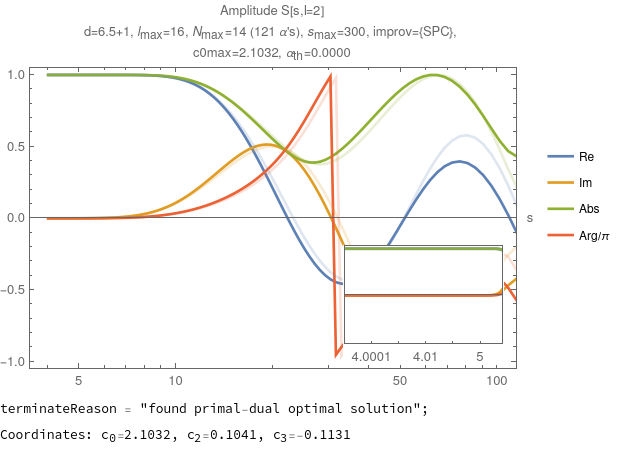 Amplitude S[s,l=2]
d=6.5+1, lmax=16, Nmax=14 (121 α's), smax=300, improv={SPC},
c0max=2.1032, αth=0.0000
1.0
0.5
0.0
-0.5
-1.0
s
Re
Im
Abs
Arg/π
4.0001 4.01 5
5 10 50 100
terminateReason = "found primal-dual optimal solution";
Coordinates: c0=2.1032, c2=0.1041, c3=-0.1131